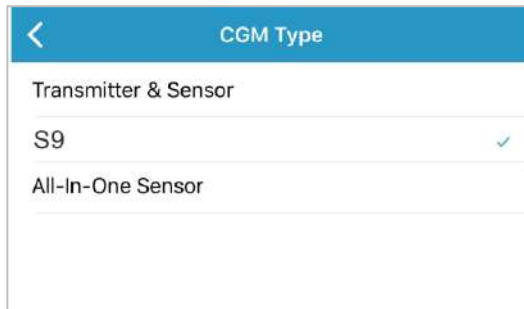 CGM Type
Transmitter & Sensor
S9
All-In-One Sensor